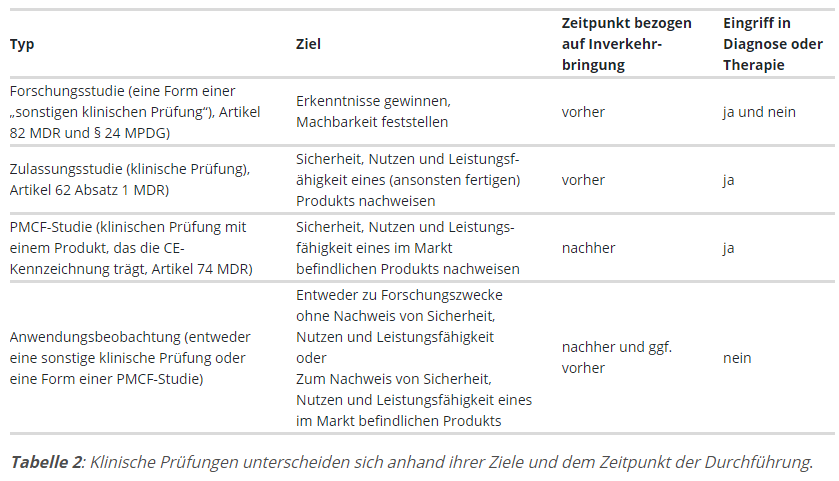 Typ
Ziel
Zeitpunkt bezogen
auf Inverkehr-
bringung
Eingriff in
Diagnose oder
Therapie
Forschungsstudie (eine Form einer
„sonstigen klinischen Prüfung“), Artikel
82 MDR und § 24 MPDG)
Erkenntnisse gewinnen,
Machbarkeit feststellen
vorher
ja und nein
Zulassungsstudie (klinische Prüfung),
Artikel 62 Absatz 1 MDR)
Sicherheit, Nutzen und Leistungsf-
ähigkeit eines (ansonsten fertigen)
Produkts nachweisen
vorher
ja
PMCF-Studie (klinischen Prüfung mit
einem Produkt, das die CE-
Kennzeichnung trägt, Artikel 74 MDR)
Sicherheit, Nutzen und Leistungs-
fähigkeit eines im Markt
befindlichen Produkts nachweisen
nachher
ja
Anwendungsbeobachtung (entweder
eine sonstige klinische Prüfung oder
eine Form einer PMCF-Studie)
Entweder zu Forschungszwecke
ohne Nachweis von Sicherheit,
Nutzen und Leistungsfähigkeit
oder
Zum Nachweis von Sicherheit,
Nutzen und Leistungsfähigkeit eines
im Markt befindlichen Produkts
nachher und ggf.
vorher
nein
Tabelle 2: Klinische Prüfungen unterscheiden sich anhand ihrer Ziele und dem Zeitpunkt der Durchführung.